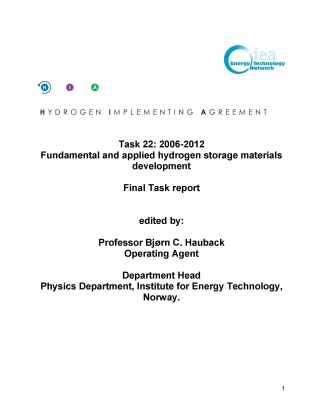 iea
Energy Technology
Network
H I A
HYDROGEN IMPLEMENTING AGREEMENT
Task 22: 2006-2012
Fundamental and applied hydrogen storage materials
development
Final Task report
edited by:
Professor Bjørn C. Hauback
Operating Agent
Department Head
Physics Department, Institute for Energy Technology,
Norway.
1